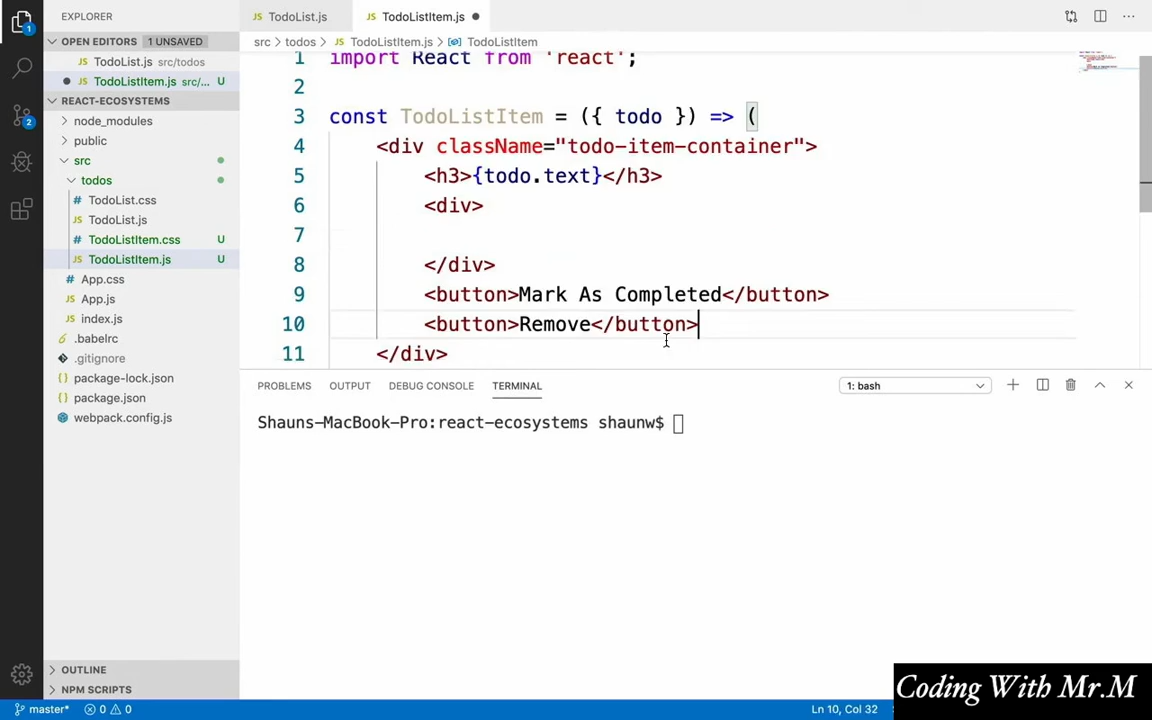 EXPLORER
TodoList.js
TodoListItem.js
OPEN EDITORS 1 UNSAVED
src > todos > TodoListItem.js > TodoListItem
TodoList.js src/todos
TodoListItem.js src/... U
REACT-ECOSYSTEMS
node_modules
public
src
todos
TodoList.css
TodoList.js
TodoListItem.css U
TodoListItem.js U
App.css
App.js
index.js
.babelrc
.gitignore
package-lock.json
package.json
webpack.config.js
OUTLINE
NPM SCRIPTS
1 import React from 'react';
2
3 const TodoListItem = ({ todo }) => (
4 <div className="todo-item-container">
5 <h3>{todo.text}</h3>
6 <div>
7
8 </div>
9 <button>Mark As Completed</button>
10 <button>Remove</button>
11 </div>
PROBLEMS OUTPUT DEBUG CONSOLE TERMINAL 1: bash
Shauns-MacBook-Pro:react-ecosystems shaunw$
Coding With Mr.M
master* 0 0 Ln 10, Col 32
1
2